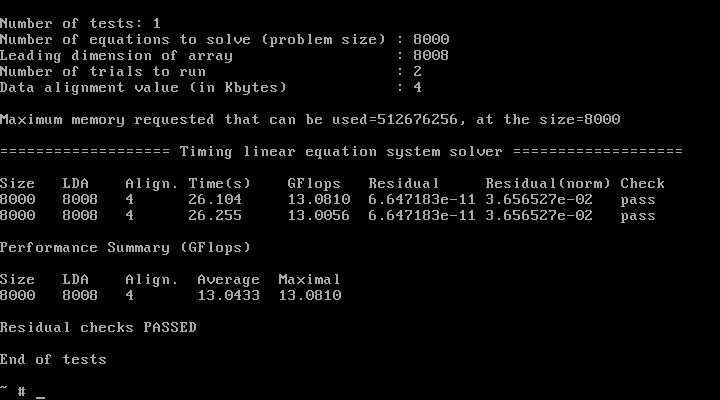 Number of tests: 1
Number of equations to solve (problem size) : 8000
Leading dimension of array                  : 8008
Number of trials to run                     : 2
Data alignment value (in Kbytes)            : 4
Maximum memory requested that can be used=512676256, at the size=8000
=================== Timing linear equation system solver ===================
Size   LDA    Align. Time(s)    GFlops   Residual     Residual(norm) Check
8000   8008   4      26.104     13.0810  6.647183e-11 3.656527e-02   pass
8000   8008   4      26.255     13.0056  6.647183e-11 3.656527e-02   pass
Performance Summary (GFlops)
Size   LDA    Align.  Average  Maximal
8000   8008   4       13.0433  13.0810
Residual checks PASSED
End of tests
~ # _